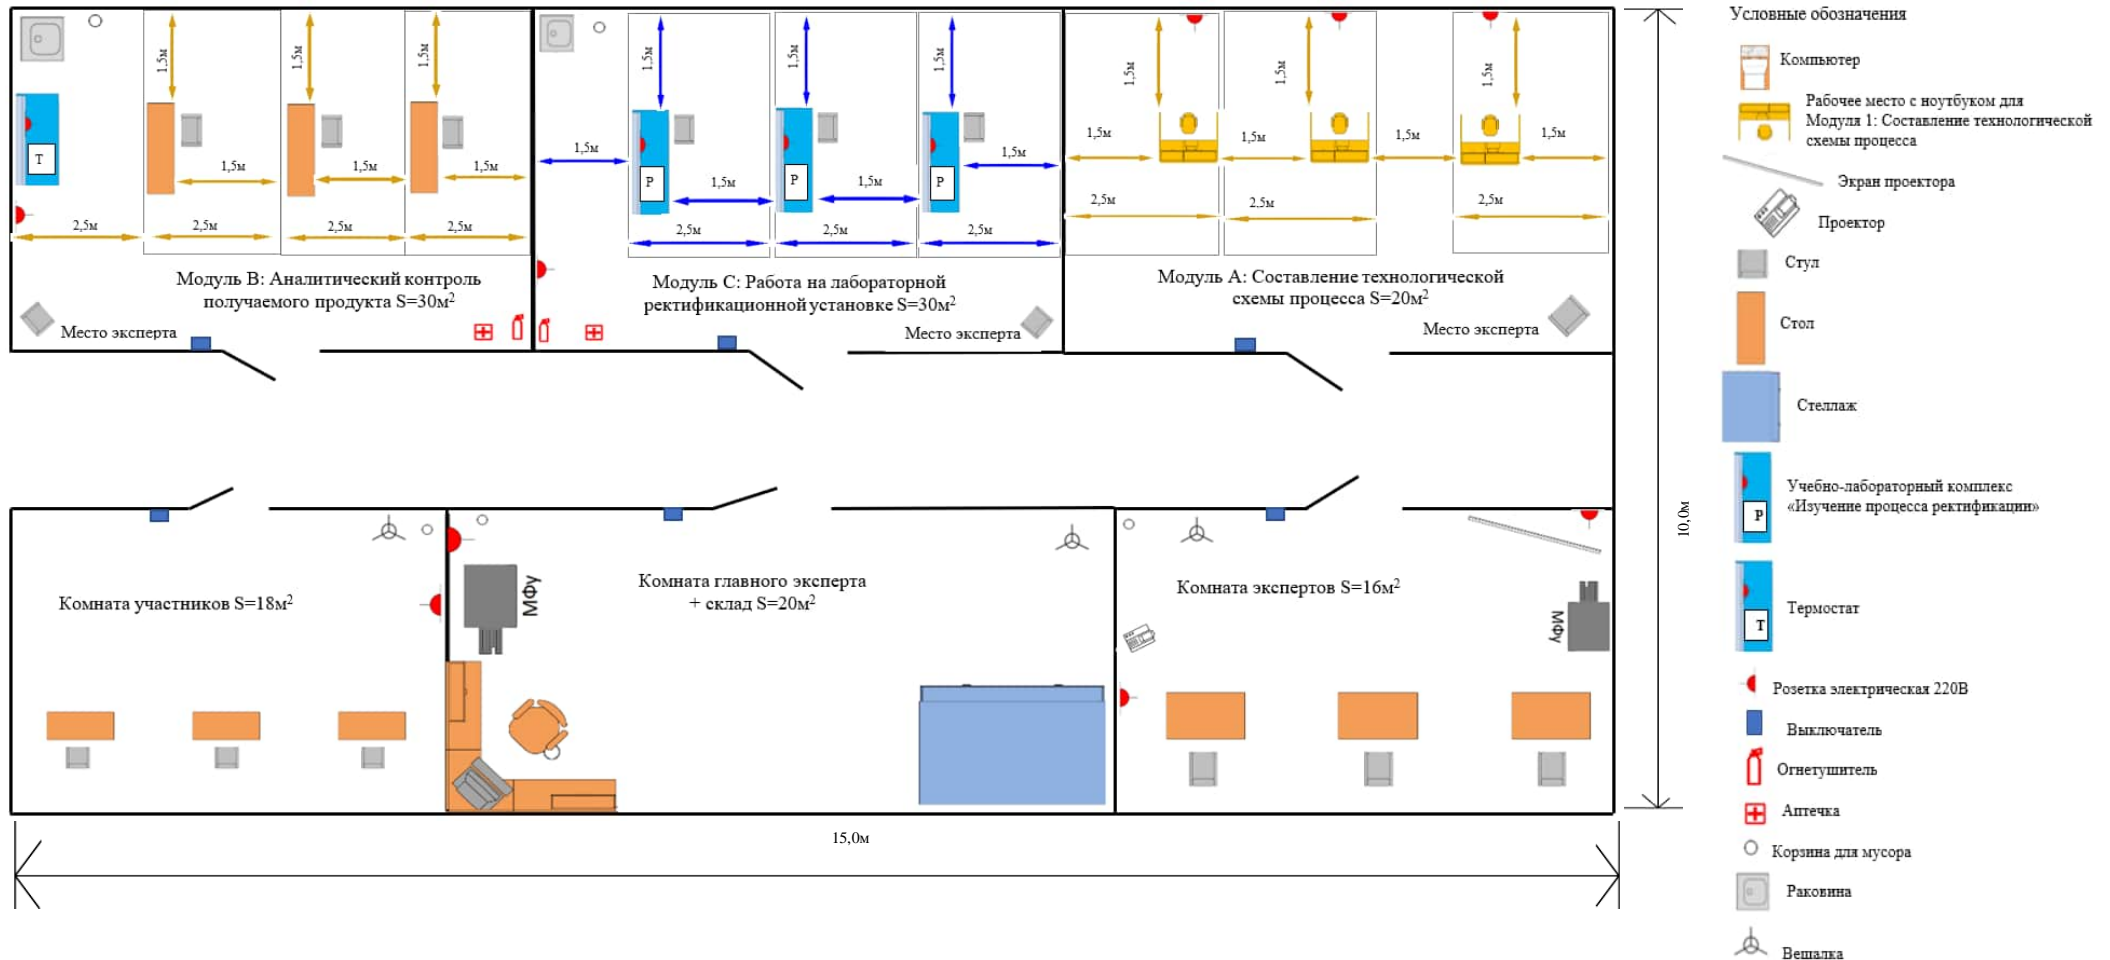 1,5м
1,5м
1,5м
Т
1,5м
1,5м
1,5м
2,5м
2,5м
2,5м
2,5м
Модуль В: Аналитический контроль
получаемого продукта S=30м²
Место эксперта
1,5м
1,5м
1,5м
1,5м
Р
Р
Р
1,5м
1,5м
1,5м
2,5м
2,5м
2,5м
Модуль С: Работа на лабораторной
ректификационной установке S=30м²
Место эксперта
1,5м
1,5м
1,5м
1,5м
1,5м
1,5м
1,5м
2,5м
2,5м
2,5м
Модуль А: Составление технологической
схемы процесса S=20м²
Место эксперта
Комната участников S=18м²
МФу
Комната главного эксперта
+ склад S=20м²
Комната экспертов S=16м²
МФу
15,0м
10,0м
Условные обозначения
Компьютер
Рабочее место с ноутбуком для
Модуля 1: Составление технологической
схемы процесса
Экран проектора
Проектор
Стул
Стол
Стеллаж
Р
Учебно-лабораторный комплекс
«Изучение процесса ректификации»
Т
Термостат
Розетка электрическая 220В
Выключатель
Огнетушитель
Аптечка
Корзина для мусора
Раковина
Вешалка